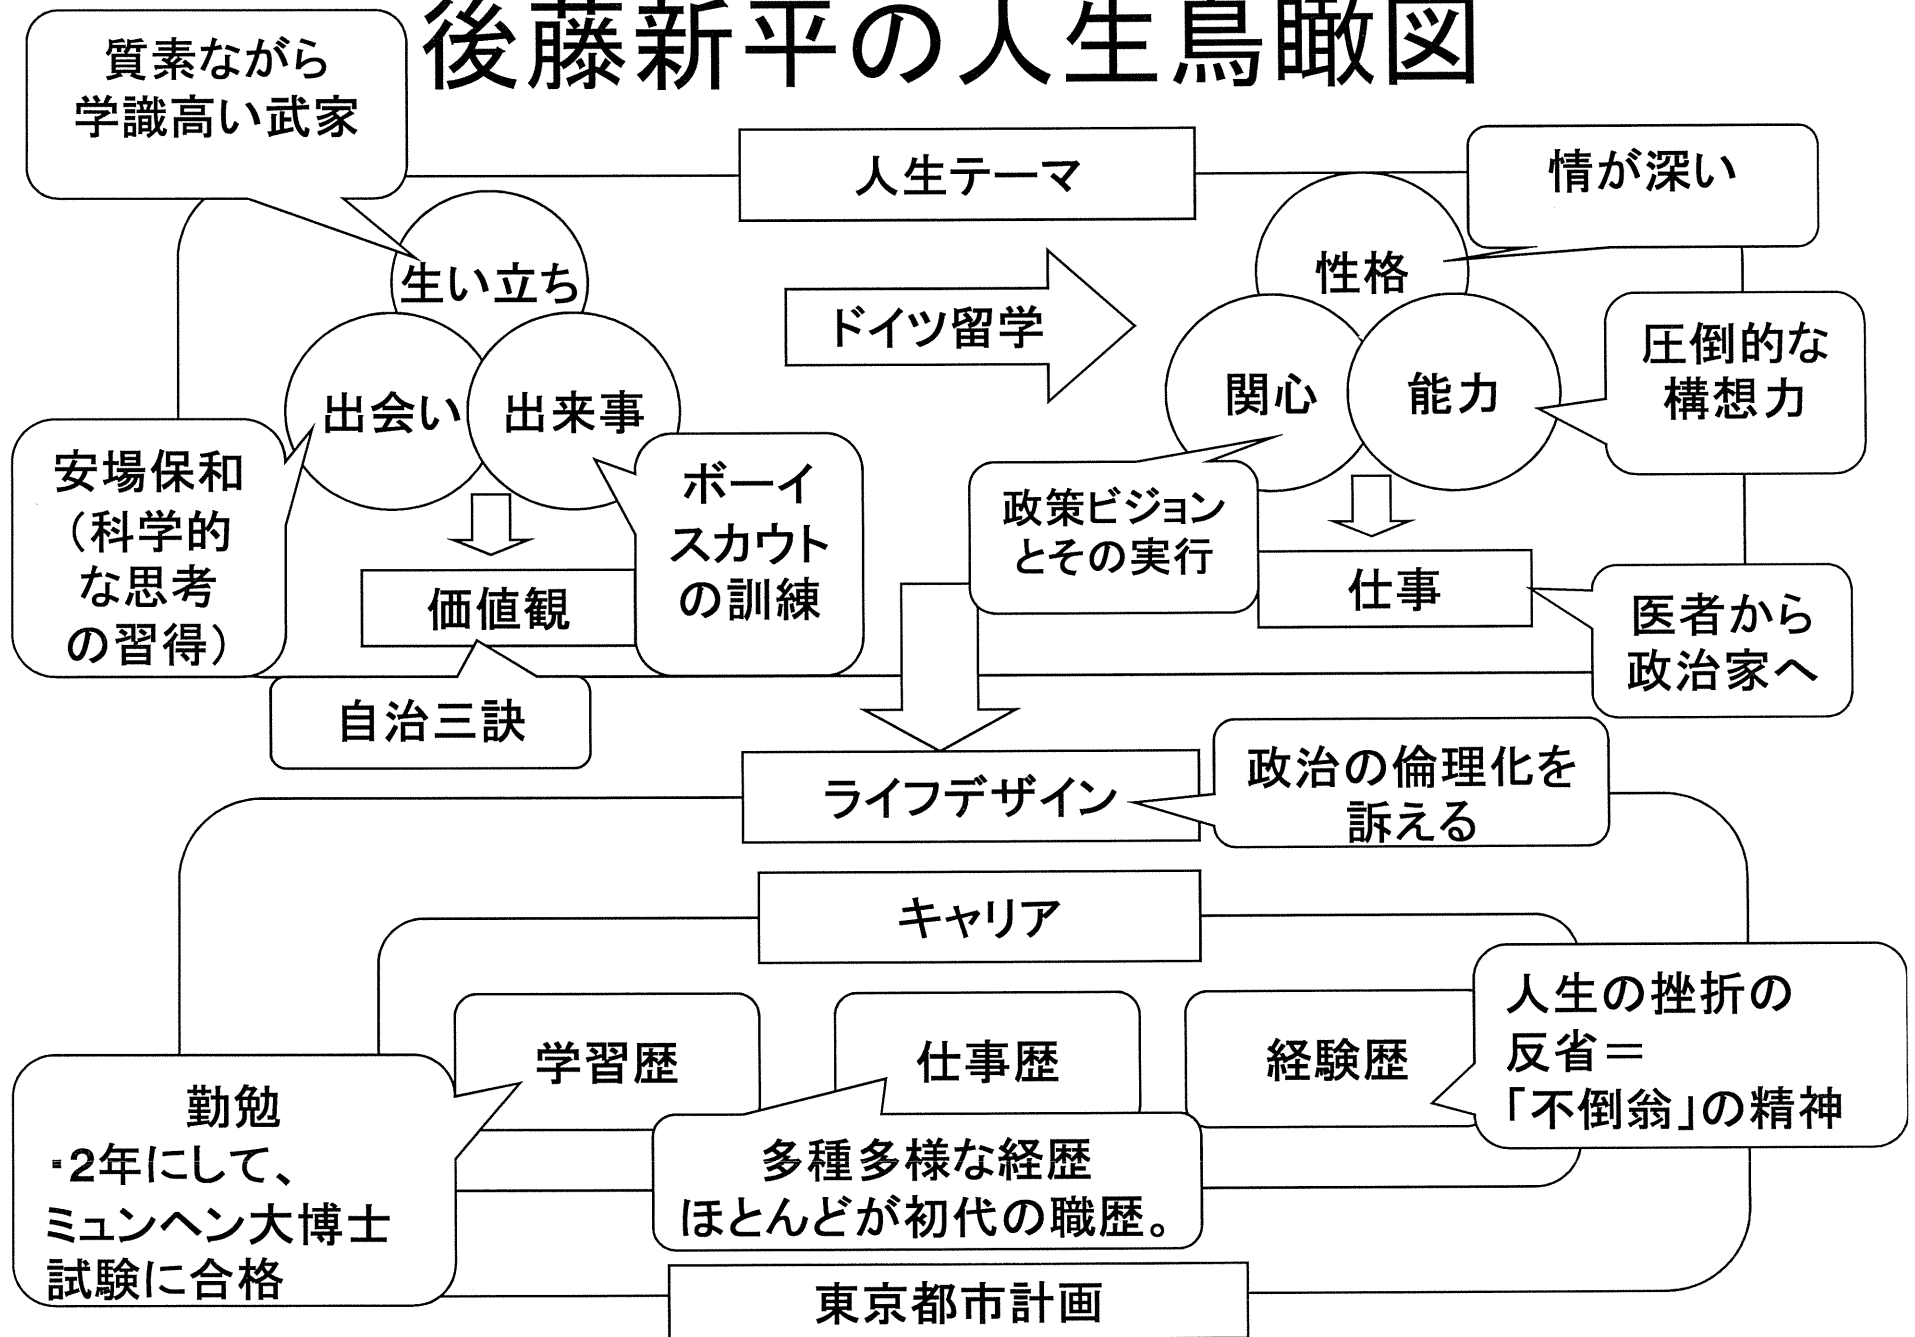 後藤新平の人生鳥瞰図
質素ながら
学識高い武家
人生テーマ
情が深い
生い立ち
出会い
出来事
ドイツ留学
性格
関心
能力
圧倒的な
構想力
安場保和
（科学的
な思考
の習得）
ボーイ
スカウト
の訓練
政策ビジョン
とその実行
価値観
仕事
医者から
政治家へ
自治三訣
ライフデザイン
政治の倫理化を
訴える
キャリア
学習歴
仕事歴
経験歴
人生の挫折の
反省＝
「不倒翁」の精神
勤勉
・2年にして、
ミュンヘン大博士
試験に合格
多種多様な経歴
ほとんどが初代の職歴。
東京都市計画